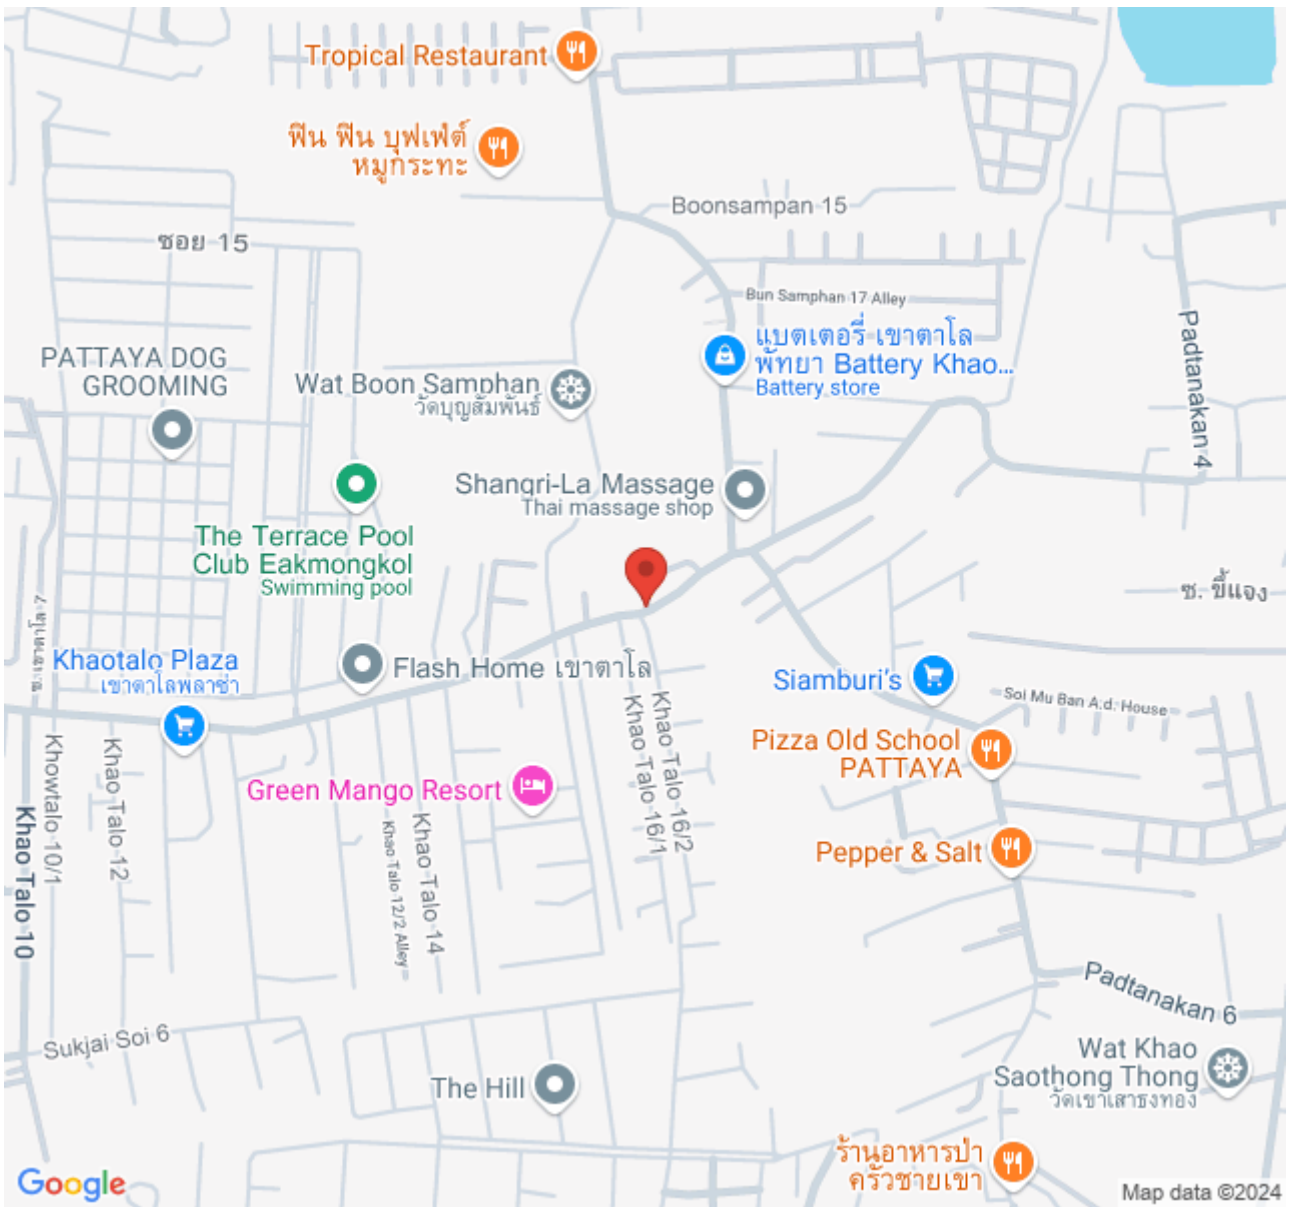 Tropical Restaurant
ฟิน ฟิน บุฟเฟ่ต์
หมูกระทะ
Boonsampan 15
ซอย 15
Bun Samphan 17 Alley
แบตเตอรี่ เขาตาโล
พัทยา Battery Khao...
Battery store
Padtanakan 4
PATTAYA DOG
GROOMING
Wat Boon Samphan
วัดบุญสัมพันธ์
Shangri-La Massage
Thai massage shop
The Terrace Pool
Club Eakmongkol
Swimming pool
ซ. ขี้แจง
Khaotalo Plaza
เขาตาโลพลาซ่า
Flash Home เขาตาโล
Siamburi's
Soi Mu Ban A.d. House
Khao Talo 16/2
Khao Talo 16/1
Pizza Old School
PATTAYA
Green Mango Resort
Khao Talo 10
Khowtalo 10/1
Khao Talo 12
Khao Talo 12/2 Alley
Khao Talo 14
Pepper & Salt
Padtanakan 6
Sukjai Soi 6
Wat Khao
Saothong Thong
วัดเขาเสาธงทอง
The Hill
ร้านอาหารป่า
ครัวชายเขา
Google
Map data ©2024